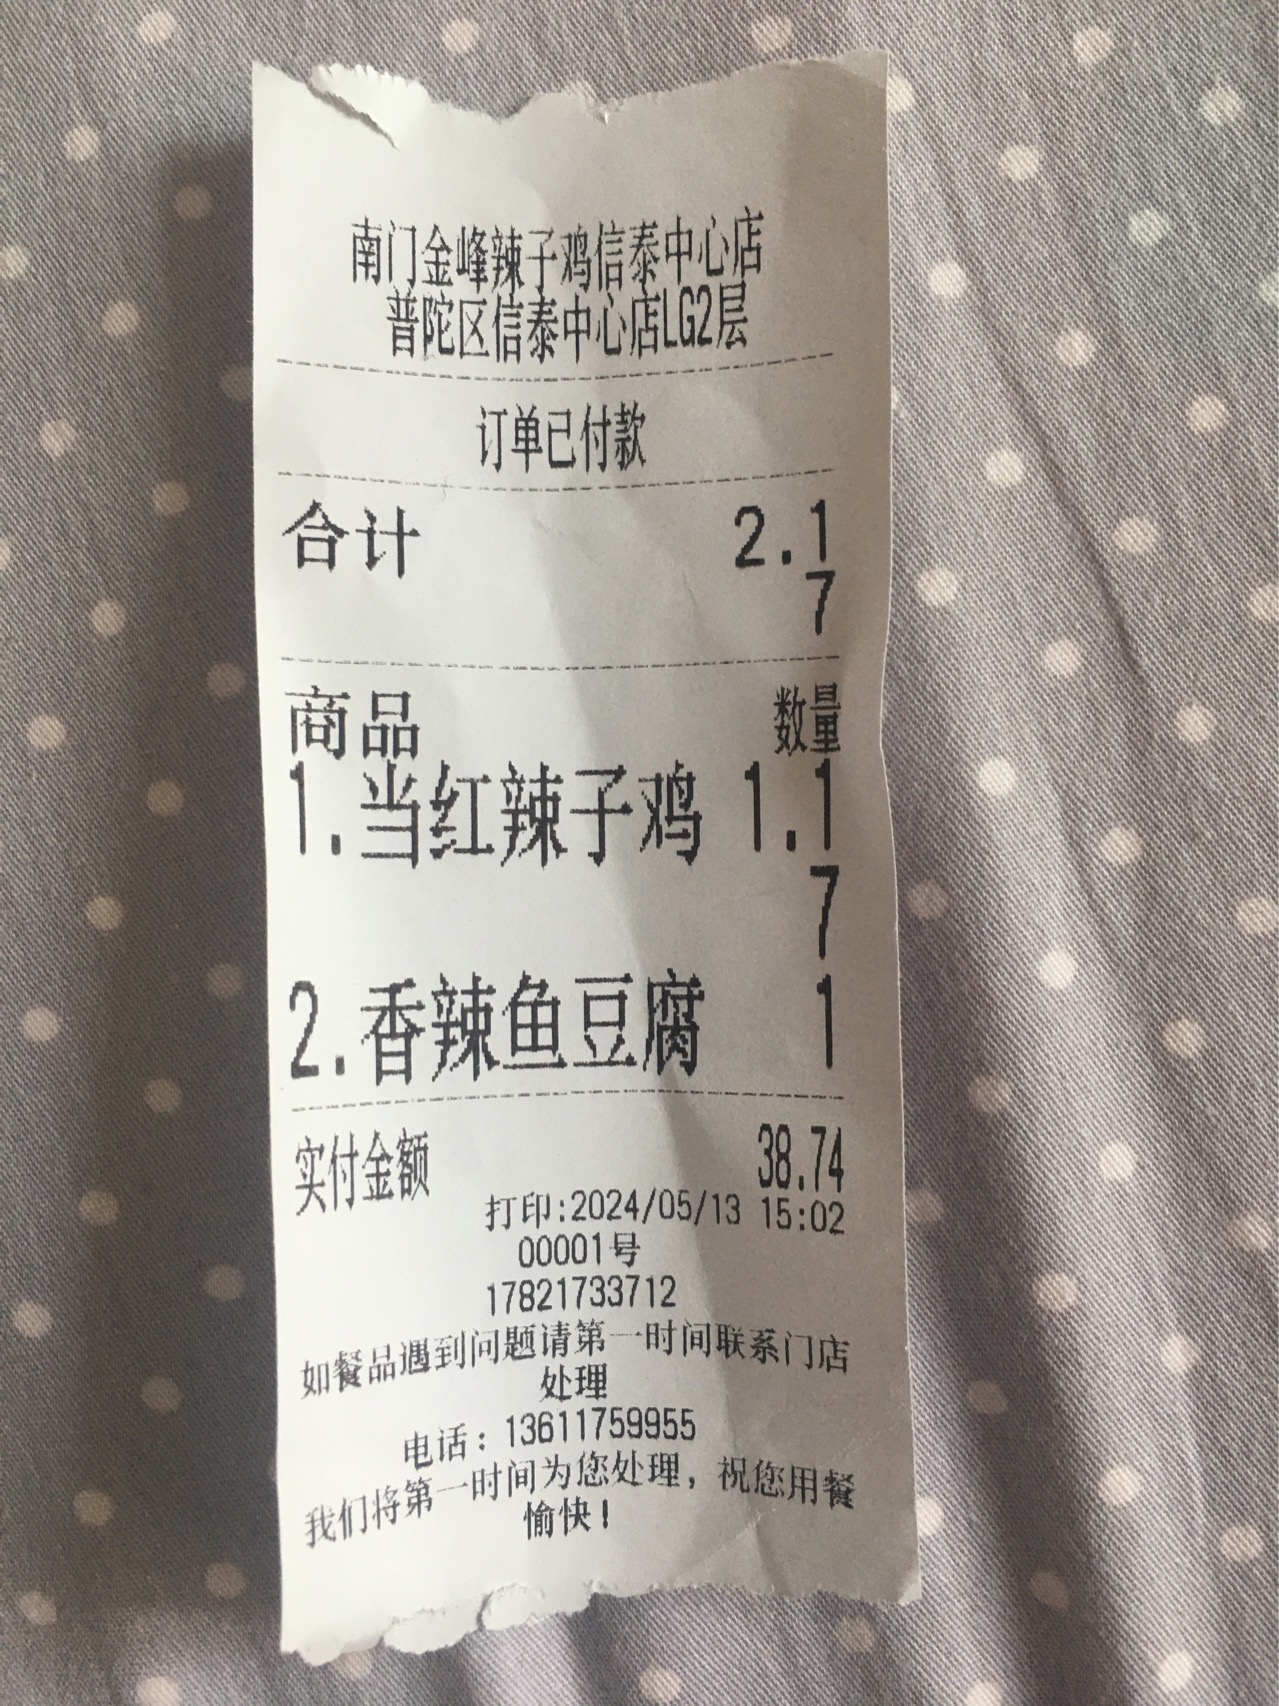 南门金峰辣子鸡信泰中心店
普陀区信泰中心店LG2层
订单已付款
合计 2.1
7
商品 数量
1.当红辣子鸡 1.1
7
2.香辣鱼豆腐 1
实付金额 38.74
打印:2024/05/13 15:02
00001号
17821733712
如餐品遇到问题请第一时间联系门店
处理
电话：13611759955
我们将第一时间为您处理，祝您用餐
愉快！